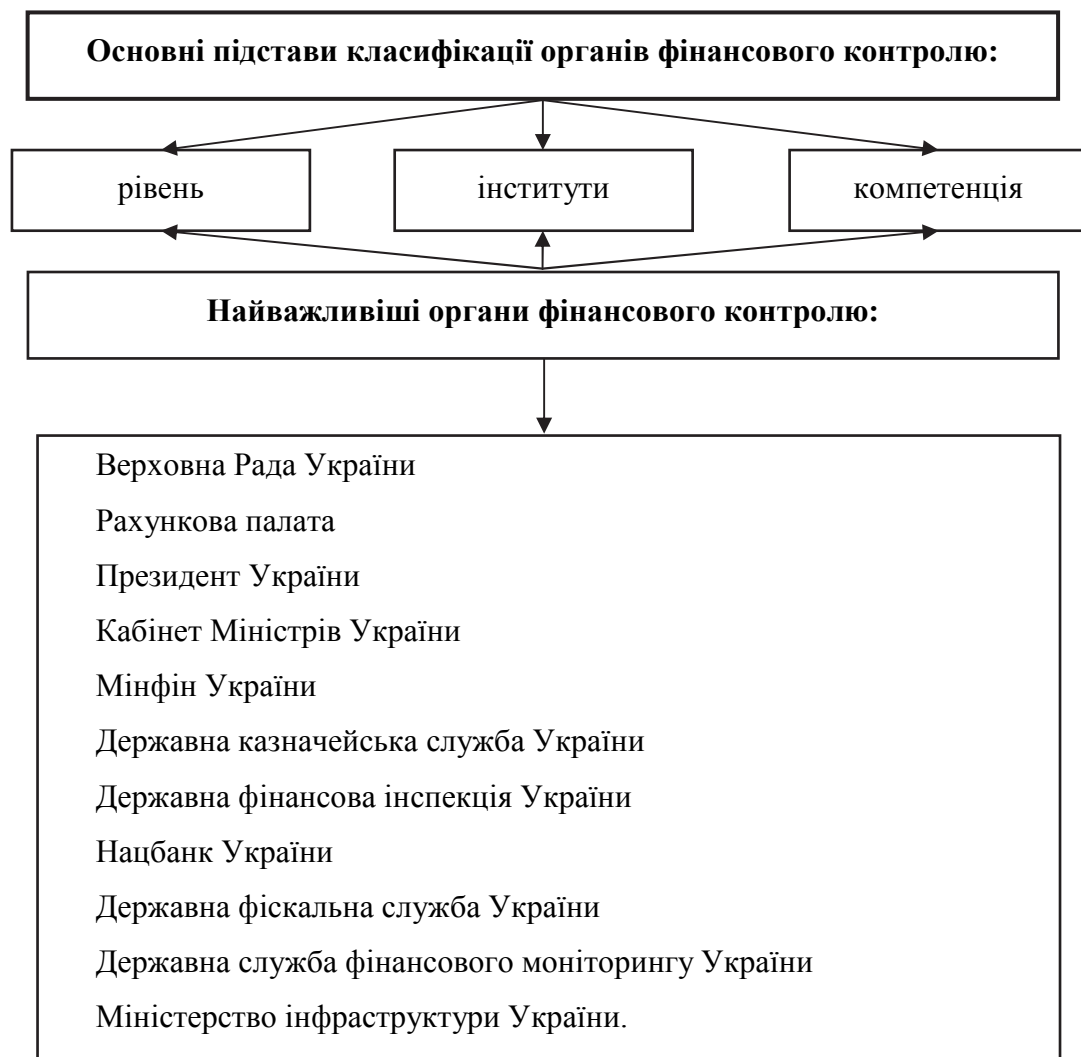 Основні підстави класифікації органів фінансового контролю:
рівень
інститути
компетенція
Найважливіші органи фінансового контролю:
Верховна Рада України
Рахункова палата
Президент України
Кабінет Міністрів України
Мінфін України
Державна казначейська служба України
Державна фінансова інспекція України
Нацбанк України
Державна фіскальна служба України
Державна служба фінансового моніторингу України
Міністерство інфраструктури України.